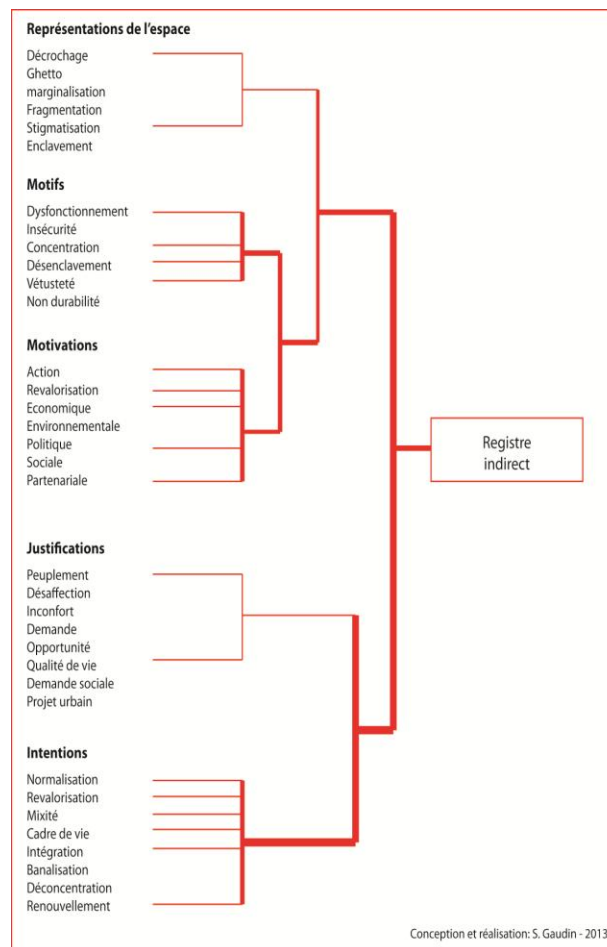 Représentations de l'espace
Décrochage
Ghetto
marginalisation
Fragmentation
Stigmatisation
Enclavement
Motifs
Dysfonctionnement
Insécurité
Concentration
Désenclavement
Vétusteté
Non durabilité
Motivations
Action
Revalorisation
Economique
Environnementale
Politique
Sociale
Partenariale
Registre
indirect
Justifications
Peuplement
Désaffection
Inconfort
Demande
Opportunité
Qualité de vie
Demande sociale
Projet urbain
Intentions
Normalisation
Revalorisation
Mixité
Cadre de vie
Intégration
Banalisation
Déconcentration
Renouvellement
Conception et réalisation: S. Gaudin - 2013